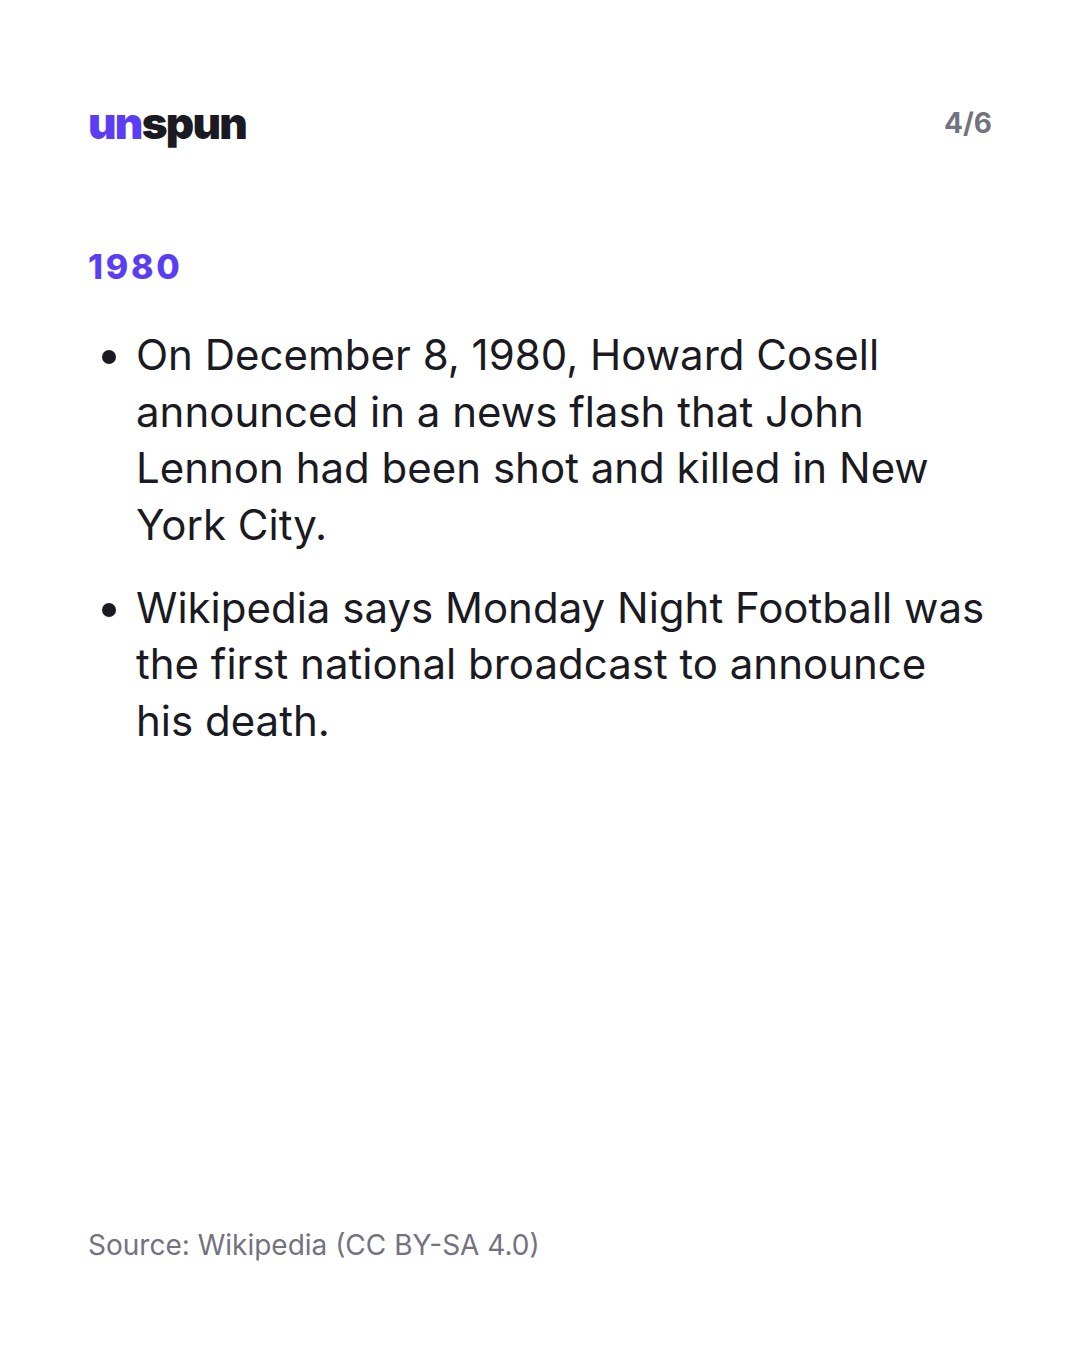 unspun
4/6
1980
• On December 8, 1980, Howard Cosell
announced in a news flash that John
Lennon had been shot and killed in New
York City.
• Wikipedia says Monday Night Football was
the first national broadcast to announce
his death.
Source: Wikipedia (CC BY-SA 4.0)